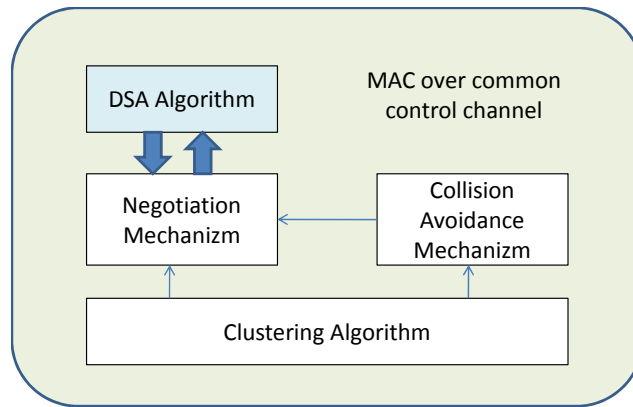 DSA Algorithm
MAC over common
control channel
Negotiation
Mechanizm
Collision
Avoidance
Mechanizm
Clustering Algorithm